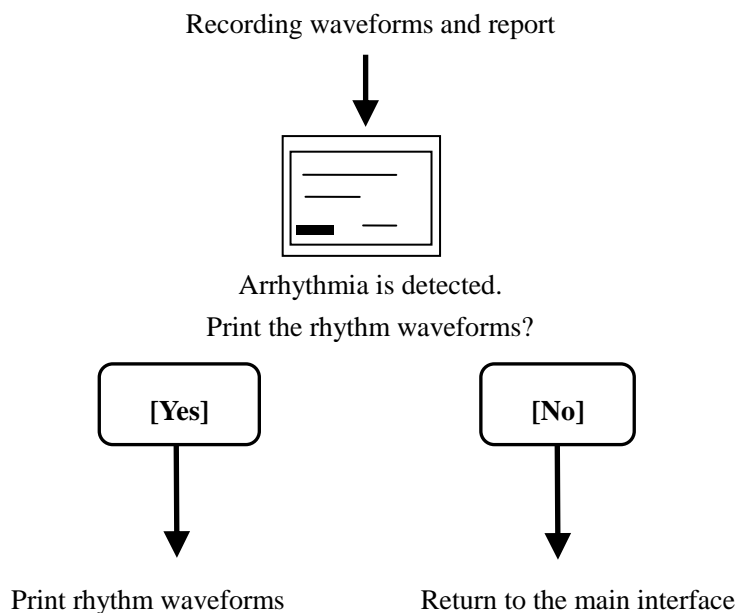 Recording waveforms and report
Arrhythmia is detected.
Print the rhythm waveforms?
[Yes]
[No]
Print rhythm waveforms
Return to the main interface